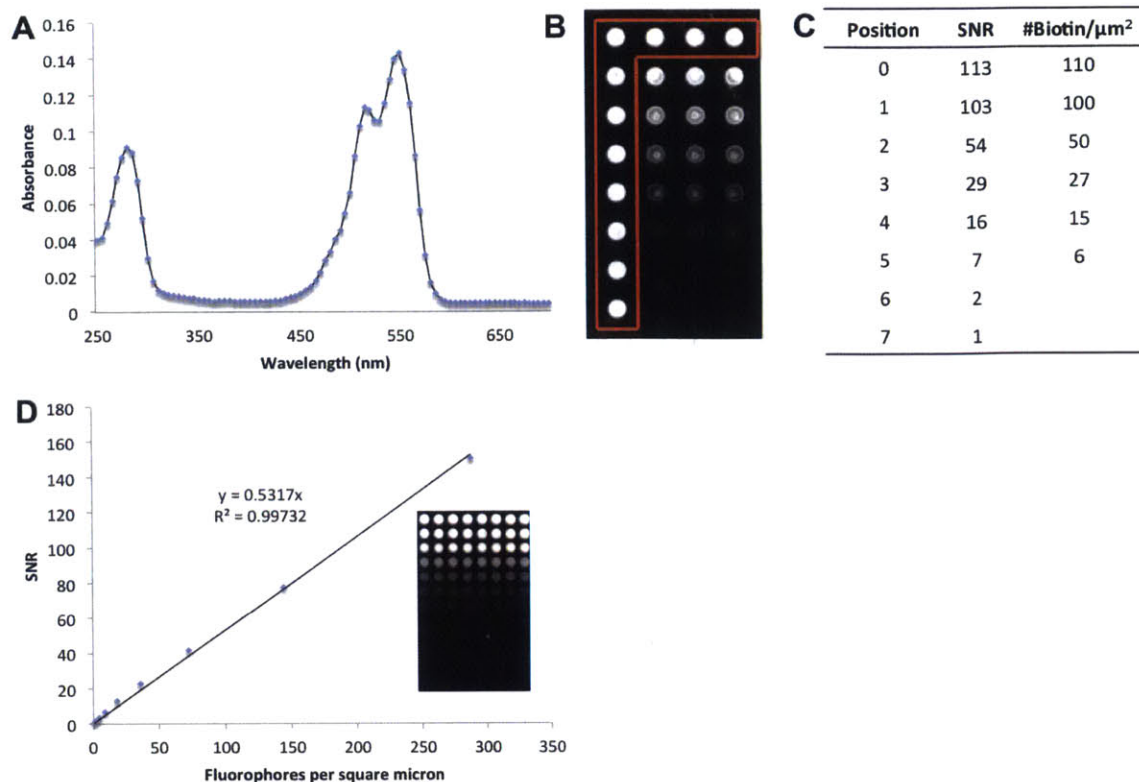 A
0.16
0.14
0.12
0.1
0.08
0.06
0.04
0.02
0
Absorbance
250
350
450
550
650
Wavelength (nm)
B
C
Position SNR #Biotin/μm²
0 113 110
1 103 100
2 54 50
3 29 27
4 16 15
5 7 6
6 2
7 1
D
180
160
140
120
100
80
60
40
20
0
SNR
y = 0.5317x
R² = 0.99732
0
50
100
150
200
250
300
350
Fluorophores per square micron